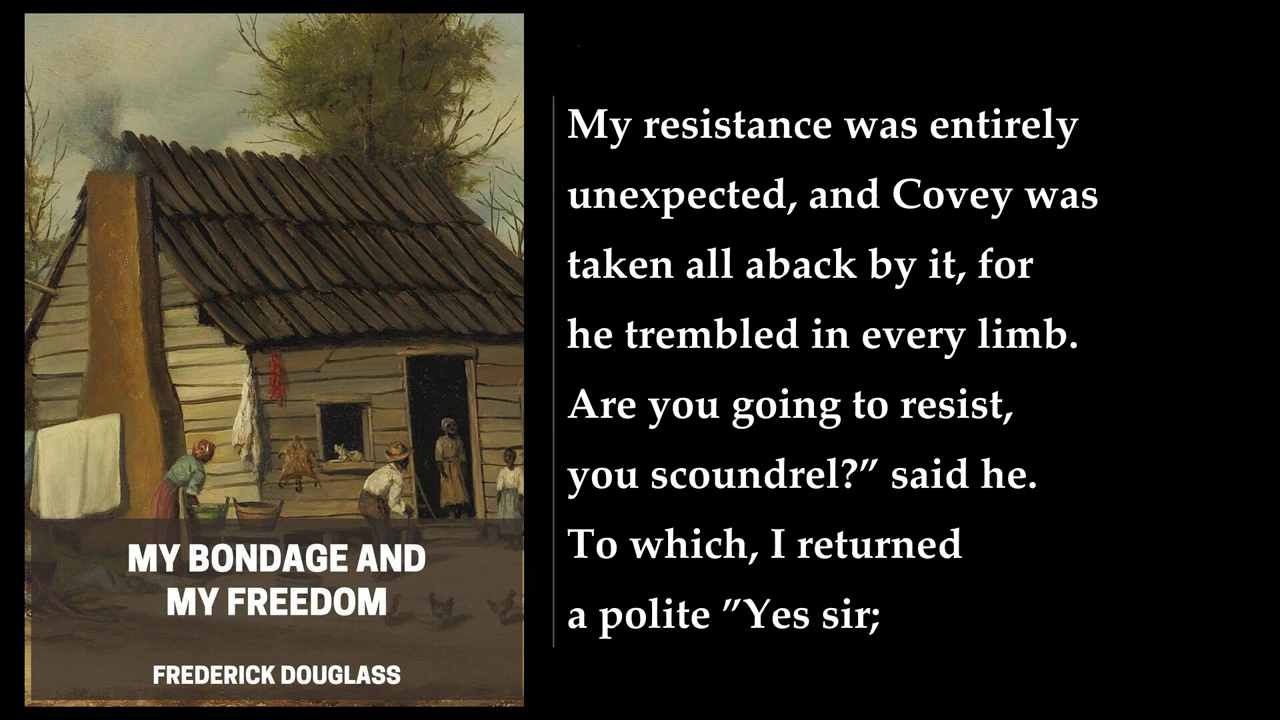 MY BONDAGE AND
MY FREEDOM
FREDERICK DOUGLASS
My resistance was entirely
unexpected, and Covey was
taken all aback by it, for
he trembled in every limb.
Are you going to resist,
you scoundrel?” said he.
To which, I returned
a polite ”Yes sir;